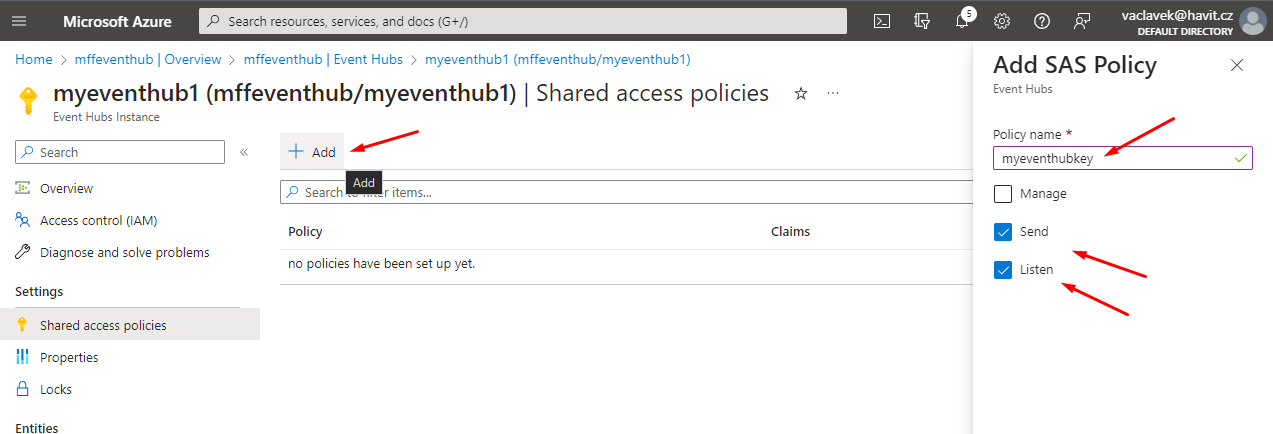 Microsoft Azure
Search resources, services, and docs (G+/)
5
vaclavek@havit.cz
DEFAULT DIRECTORY
Home > mffeventhub | Overview > mffeventhub | Event Hubs > myeventhub1 (mffeventhub/myeventhub1)
myeventhub1 (mffeventhub/myeventhub1) | Shared access policies
Event Hubs Instance
Search
Overview
Access control (IAM)
Diagnose and solve problems
Settings
Shared access policies
Properties
Locks
Entities
Add
Add
Search to filter items...
Policy Claims
no policies have been set up yet.
Add SAS Policy
Event Hubs
Policy name *
myeventhubkey
Manage
Send
Listen